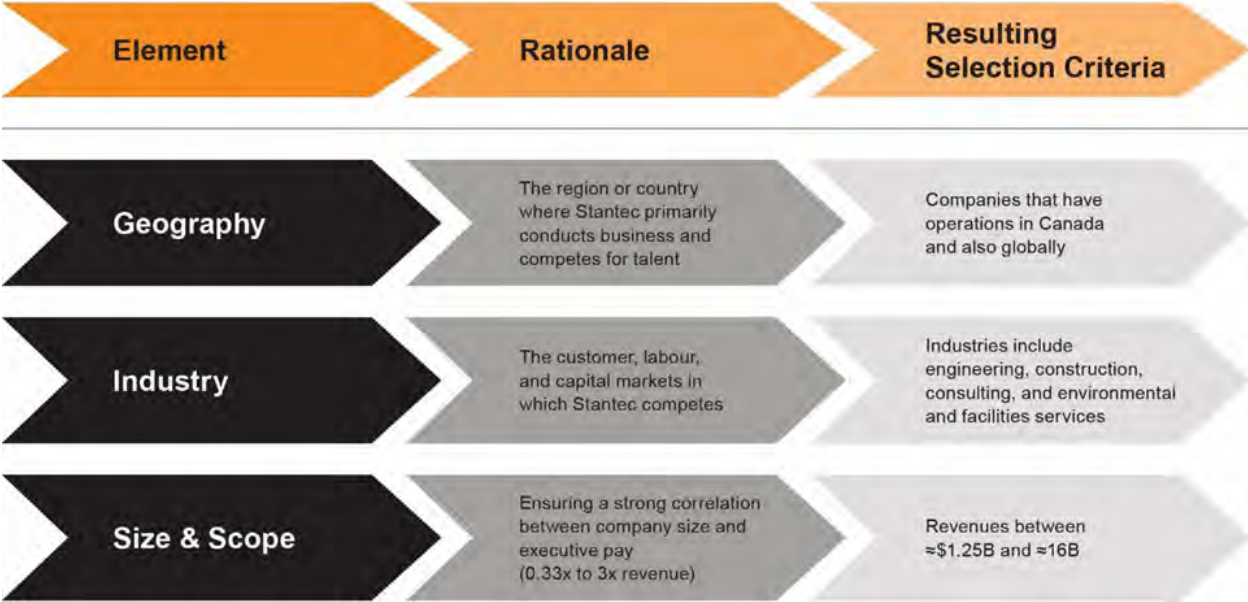 Element
Rationale
Resulting
Selection Criteria
Geography
The region or country
where Stantec primarily
conducts business and
competes for talent
Companies that have
operations in Canada
and also globally
Industry
The customer, labour,
and capital markets in
which Stantec competes
Industries include
engineering, construction,
consulting, and environmental
and facilities services
Size & Scope
Ensuring a strong correlation
between company size and
executive pay
(0.33x to 3x revenue)
Revenues between
≈$1.25B and ≈16B